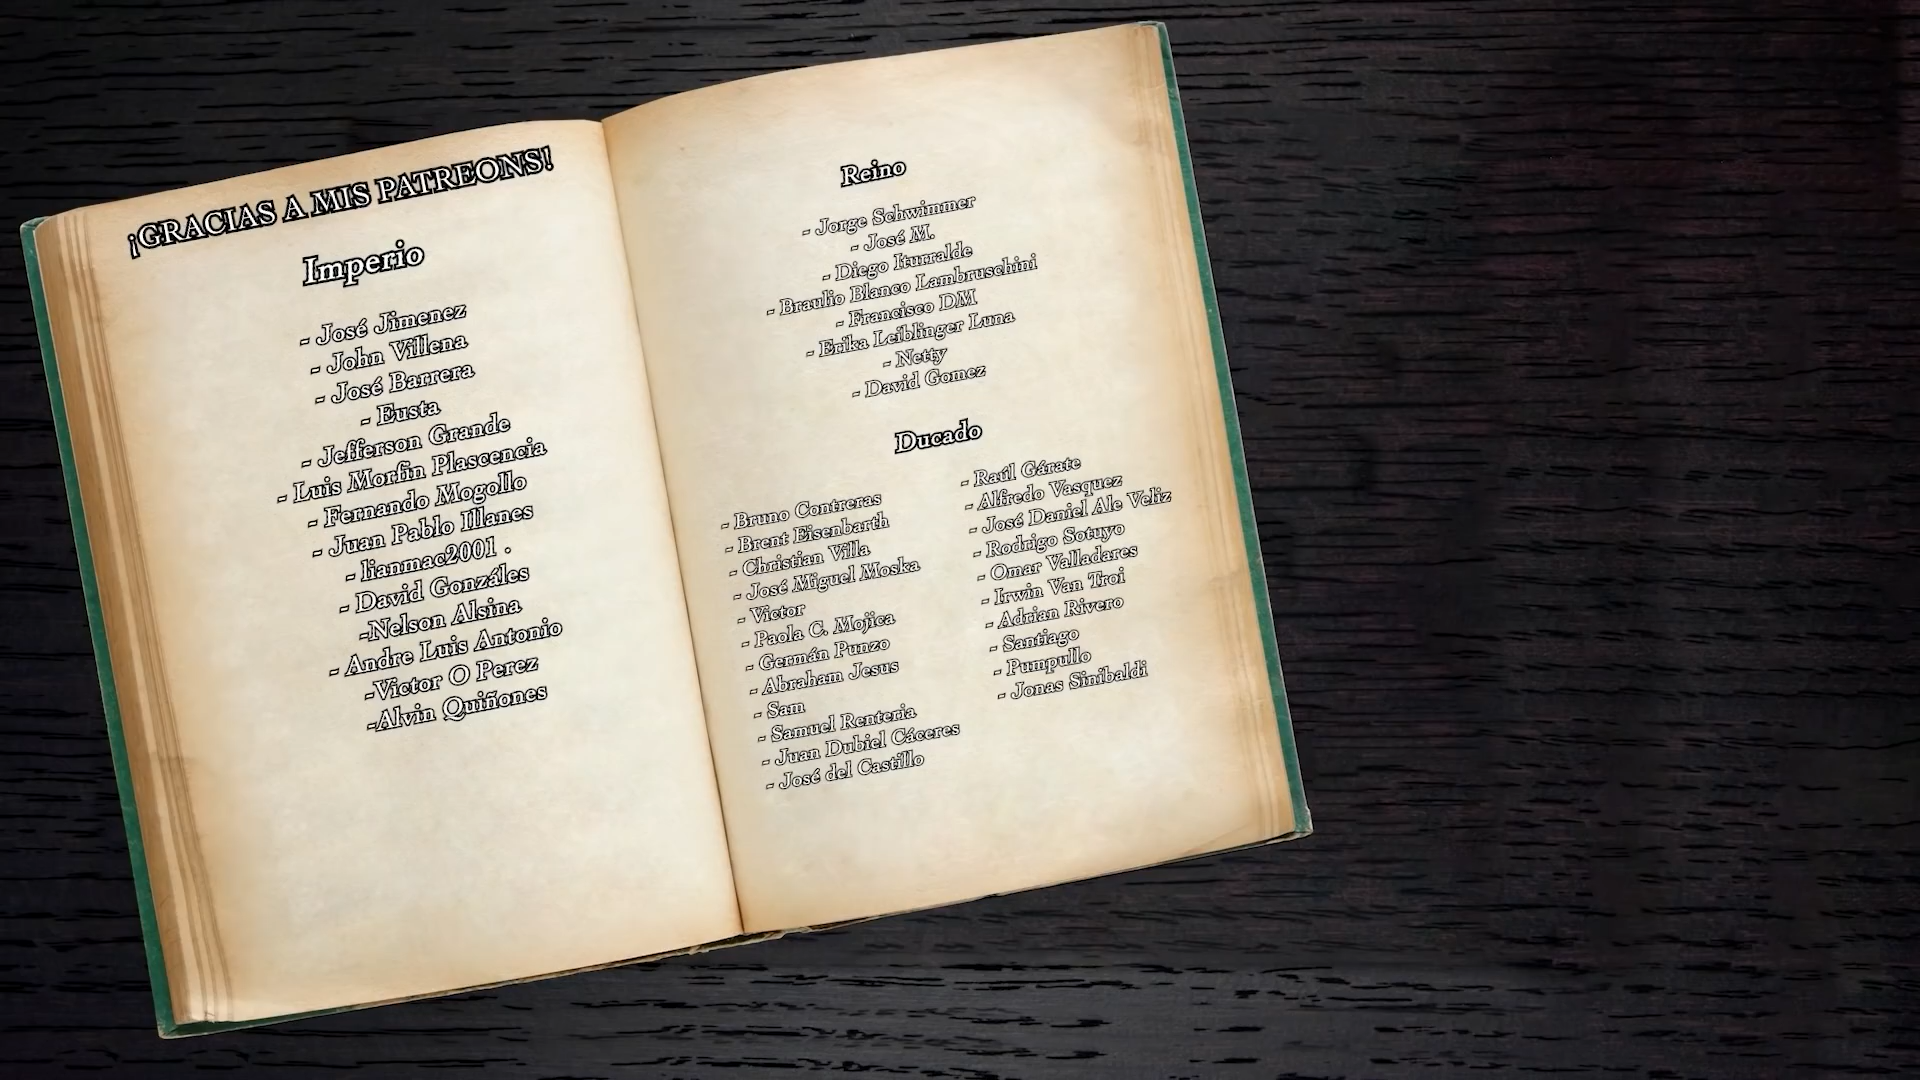 ¡GRACIAS A MIS PATREONS!
Imperio
- José Jimenez
- John Villena
- José Barrera
- Eusta
- Jefferson Grande
- Luis Morfin Plascencia
- Fernando Mogollo
- Juan Pablo Illanes
- lianmac2001 .
- David Gonzáles
-Nelson Alsina
- Andre Luis Antonio
-Victor O Perez
-Alvin Quiñones
Reino
- Jorge Schwimmer
- José M.
- Diego Iturralde
- Braulio Blanco Lambruschini
- Francisco DM
- Erika Leiblinger Luna
- Netty
- David Gomez
Ducado
- Bruno Contreras
- Brent Eisenbarth
- Christian Villa
- José Miguel Moska
- Victor
- Paola C. Mojica
- Germán Punzo
- Abraham Jesus
- Sam
- Samuel Renteria
- Juan Dubiel Cáceres
- José del Castillo
- Raúl Gárate
- Alfredo Vasquez
- José Daniel Ale Veliz
- Rodrigo Sotuyo
- Omar Valladares
- Irwin Van Troi
- Adrian Rivero
- Santiago
- Pumpullo
- Jonas Sinibaldi